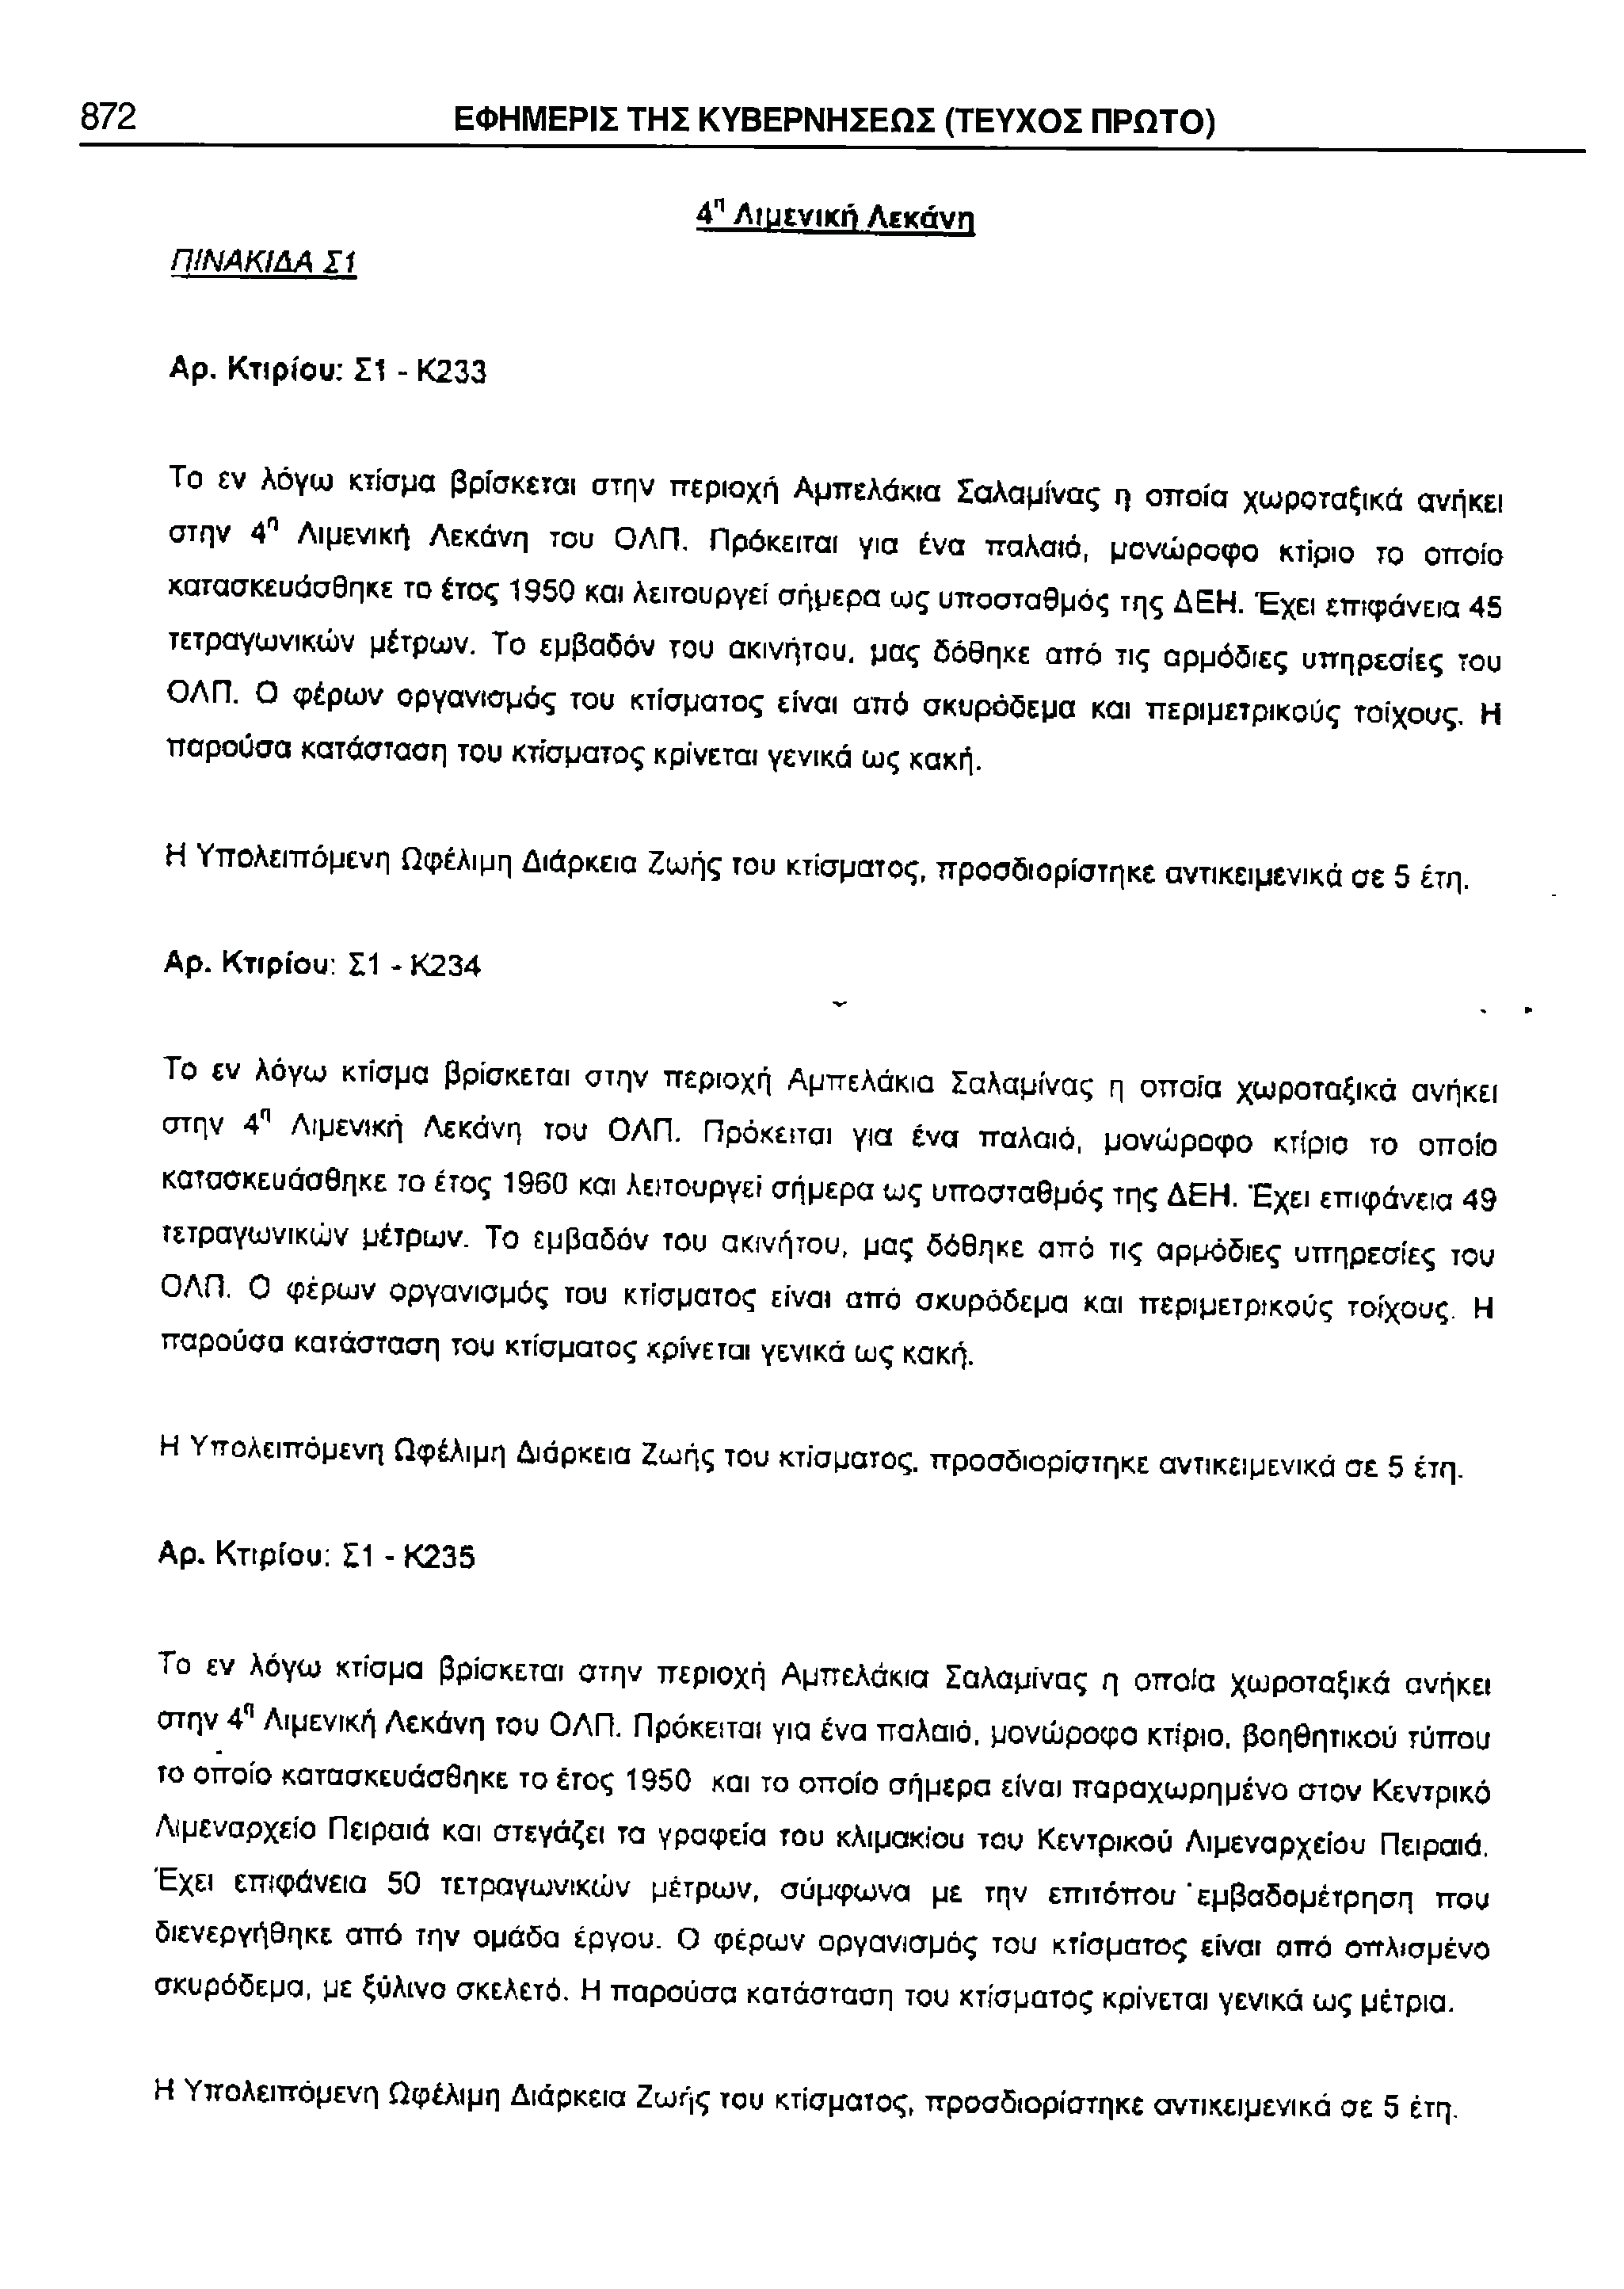 872
ΕΦΗΜΕΡΙΣ ΤΗΣ ΚΥΒΕΡΝΗΣΕΩΣ (ΤΕΥΧΟΣ ΠΡΩΤΟ)
4η Λιμενική Λεκάνη
ΠΙΝΑΚΙΔΑ Σ1
Αρ. Κτιρίου: Σ1 - Κ233
Το εν λόγω κτίσμα βρίσκεται στην περιοχή Αμπελάκια Σαλαμίνας η οποία χωροταξικά ανήκει
στην 4η Λιμενική Λεκάνη του ΟΛΠ. Πρόκειται για ένα παλαιό, μονώροφο κτίριο το οποίο
κατασκευάσθηκε το έτος 1950 και λειτουργεί σήμερα ως υποσταθμός της ΔΕΗ. Έχει επιφάνεια 45
τετραγωνικών μέτρων. Το εμβαδόν του ακινήτου, μας δόθηκε από τις αρμόδιες υπηρεσίες του
ΟΛΠ. Ο φέρων οργανισμός του κτίσματος είναι από σκυρόδεμα και περιμετρικούς τοίχους. Η
παρούσα κατάσταση του κτίσματος κρίνεται γενικά ως κακή.
Η Υπολειπόμενη Ωφέλιμη Διάρκεια Ζωής του κτίσματος, προσδιορίστηκε αντικειμενικά σε 5 έτη.
Αρ. Κτιρίου: Σ1 - Κ234
Το εν λόγω κτίσμα βρίσκεται στην περιοχή Αμπελάκια Σαλαμίνας η οποία χωροταξικά ανήκει
στην 4η Λιμενική Λεκάνη του ΟΛΠ. Πρόκειται για ένα παλαιό, μονώροφο κτίριο το οποίο
κατασκευάσθηκε το έτος 1960 και λειτουργεί σήμερα ως υποσταθμός της ΔΕΗ. Έχει επιφάνεια 49
τετραγωνικών μέτρων. Το εμβαδόν του ακινήτου, μας δόθηκε από τις αρμόδιες υπηρεσίες του
ΟΛΠ. Ο φέρων οργανισμός του κτίσματος είναι από σκυρόδεμα και περιμετρικούς τοίχους. Η
παρούσα κατάσταση του κτίσματος κρίνεται γενικά ως κακή.
Η Υπολειπόμενη Ωφέλιμη Διάρκεια Ζωής του κτίσματος, προσδιορίστηκε αντικειμενικά σε 5 έτη.
Αρ. Κτιρίου: Σ1 - Κ235
Το εν λόγω κτίσμα βρίσκεται στην περιοχή Αμπελάκια Σαλαμίνας η οποία χωροταξικά ανήκει
στην 4η Λιμενική Λεκάνη του ΟΛΠ. Πρόκειται για ένα παλαιό, μονώροφο κτίριο, βοηθητικού τύπου
το οποίο κατασκευάσθηκε το έτος 1950 και το οποίο σήμερα είναι παραχωρημένο στον Κεντρικό
Λιμεναρχείο Πειραιά και στεγάζει τα γραφεία του κλιμακίου του Κεντρικού Λιμεναρχείου Πειραιά.
Έχει επιφάνεια 50 τετραγωνικών μέτρων, σύμφωνα με την επιτόπου εμβαδομέτρηση που
διενεργήθηκε από την ομάδα έργου. Ο φέρων οργανισμός του κτίσματος είναι από οπλισμένο
σκυρόδεμα, με ξύλινο σκελετό. Η παρούσα κατάσταση του κτίσματος κρίνεται γενικά ως μέτρια.
Η Υπολειπόμενη Ωφέλιμη Διάρκεια Ζωής του κτίσματος, προσδιορίστηκε αντικειμενικά σε 5 έτη.